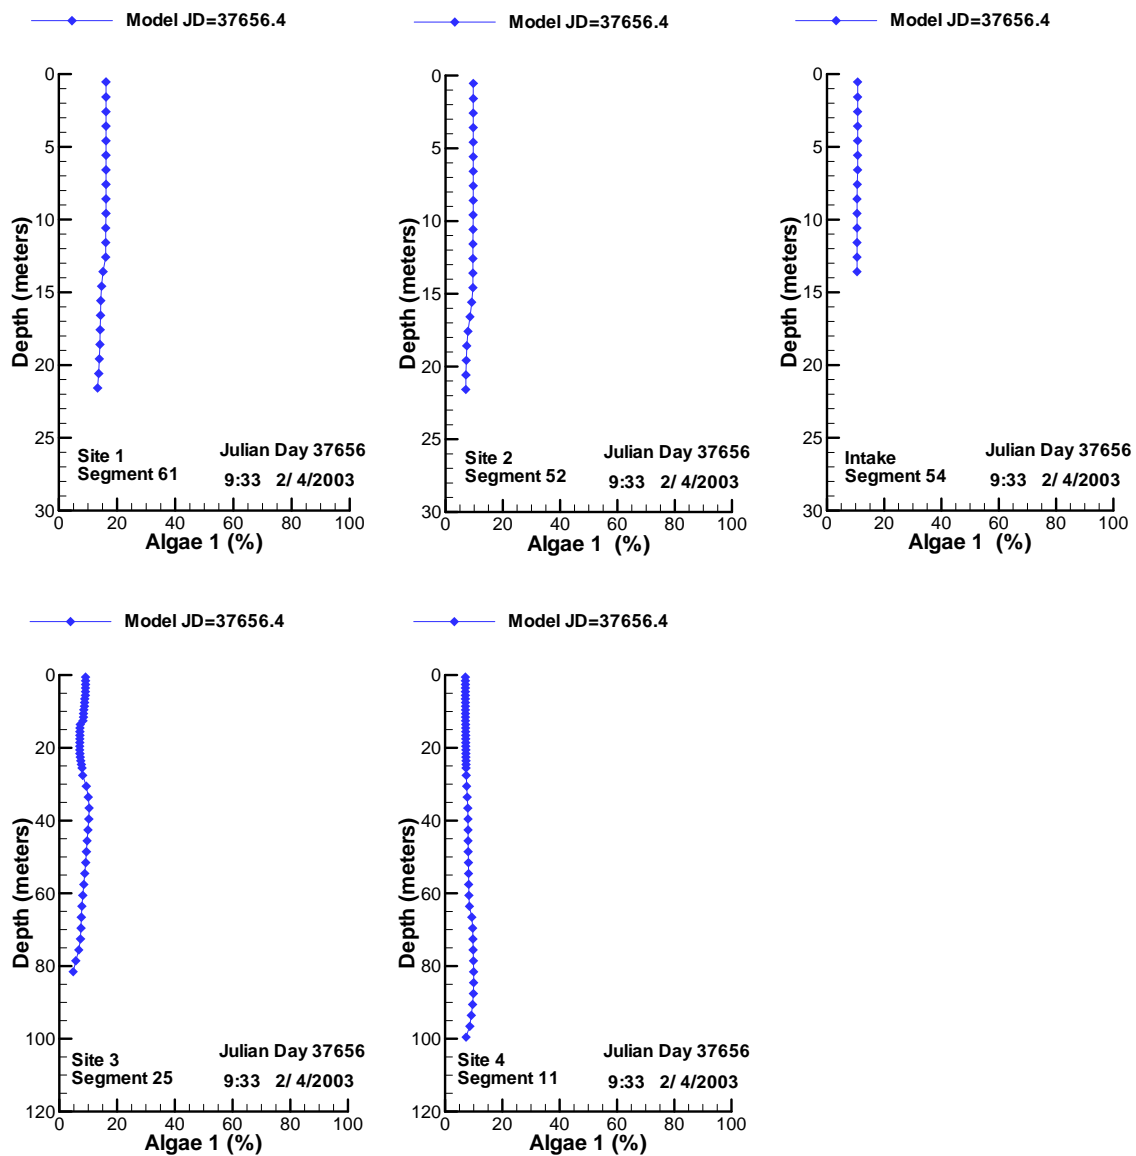 Model JD=37656.4
0
5
10
15
20
25
30
Depth (meters)
Site 1
Segment 61
Julian Day 37656
9:33 2/ 4/2003
0 20 40 60 80 100
Algae 1 (%)
Model JD=37656.4
0
5
10
15
20
25
30
Depth (meters)
Site 2
Segment 52
Julian Day 37656
9:33 2/ 4/2003
0 20 40 60 80 100
Algae 1 (%)
Model JD=37656.4
0
5
10
15
20
25
30
Depth (meters)
Intake
Segment 54
Julian Day 37656
9:33 2/ 4/2003
0 20 40 60 80 100
Algae 1 (%)
Model JD=37656.4
0
20
40
60
80
100
120
Depth (meters)
Site 3
Segment 25
Julian Day 37656
9:33 2/ 4/2003
0 20 40 60 80 100
Algae 1 (%)
Model JD=37656.4
0
20
40
60
80
100
120
Depth (meters)
Site 4
Segment 11
Julian Day 37656
9:33 2/ 4/2003
0 20 40 60 80 100
Algae 1 (%)